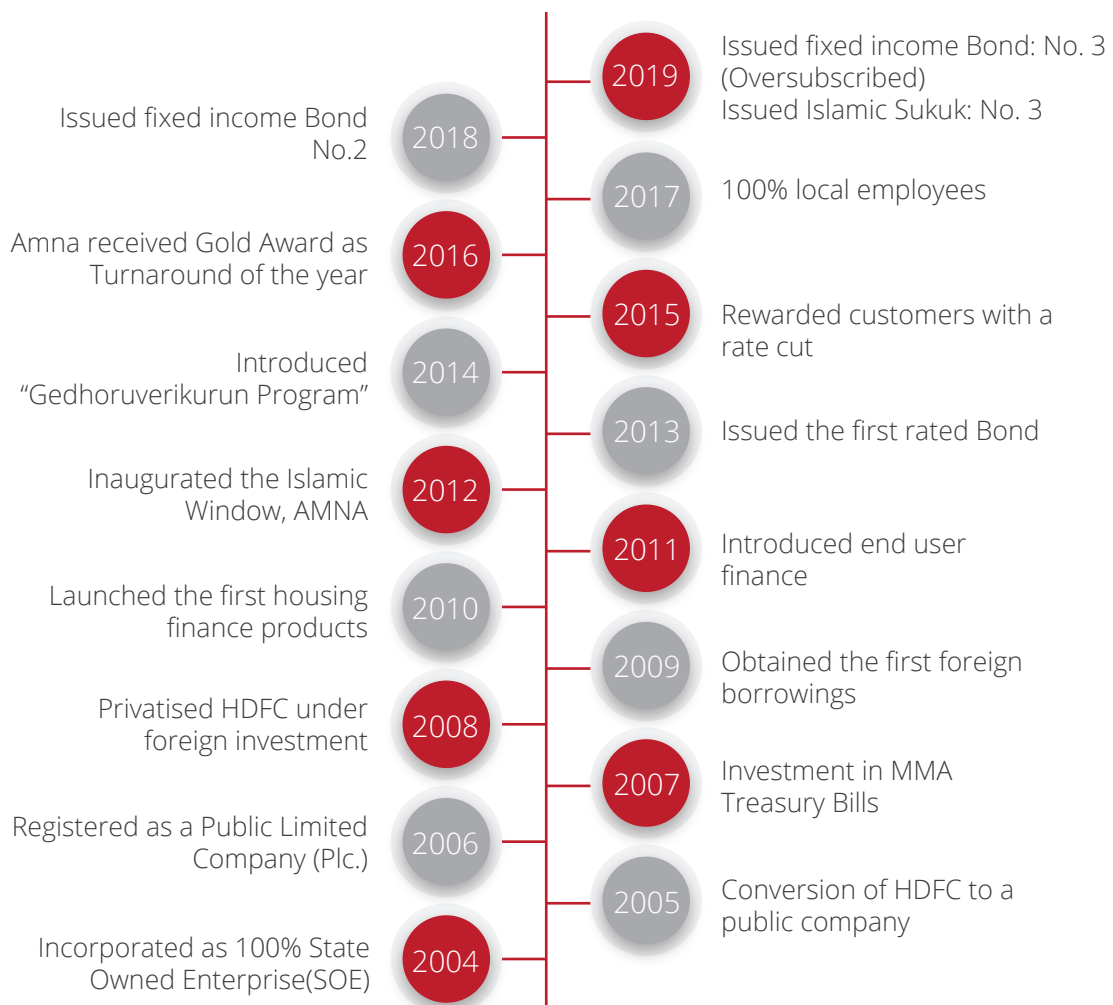 2019
Issued fixed income Bond: No. 3
(Oversubscribed)
Issued Islamic Sukuk: No. 3
Issued fixed income Bond
No.2
2018
2017
100% local employees
Amna received Gold Award as
Turnaround of the year
2016
2015
Rewarded customers with a
rate cut
Introduced
“Gedhoruverikurun Program”
2014
2013
Issued the first rated Bond
Inaugurated the Islamic
Window, AMNA
2012
2011
Introduced end user
finance
Launched the first housing
finance products
2010
2009
Obtained the first foreign
borrowings
Privatised HDFC under
foreign investment
2008
2007
Investment in MMA
Treasury Bills
Registered as a Public Limited
Company (Plc.)
2006
2005
Conversion of HDFC to a
public company
Incorporated as 100% State
Owned Enterprise(SOE)
2004